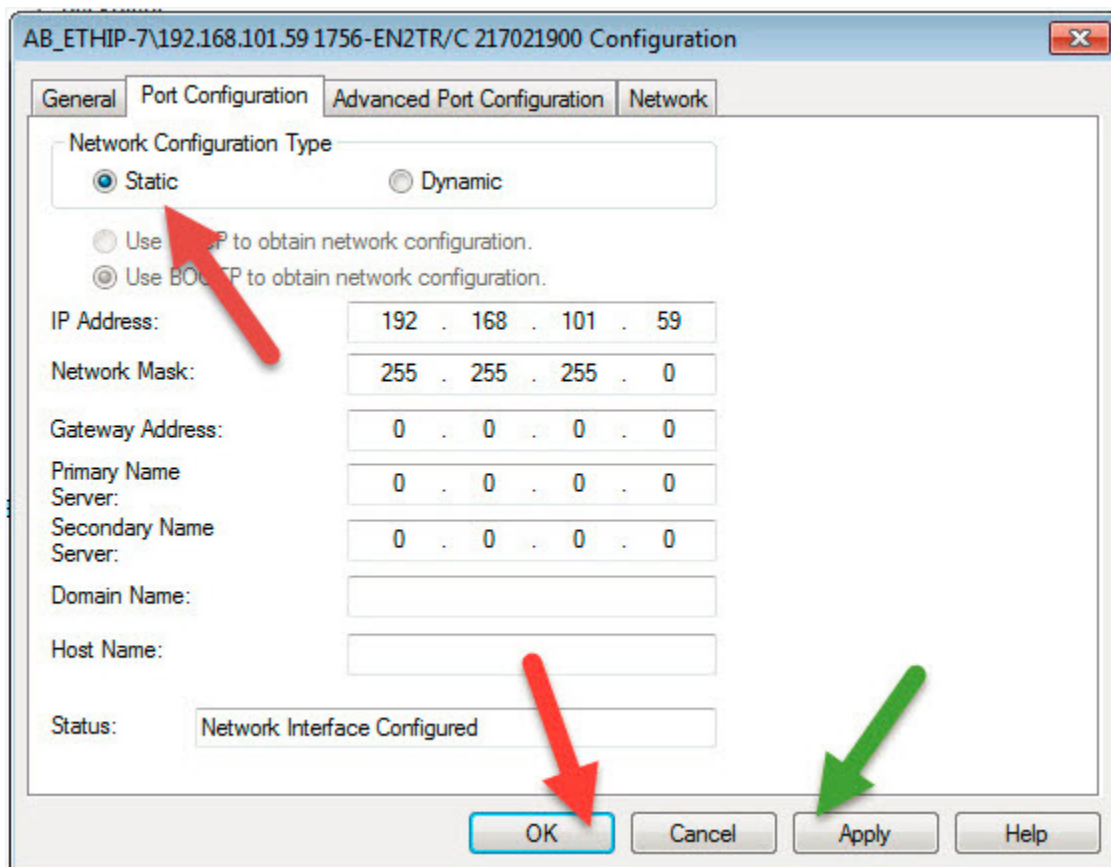 AB_ETHIP-7\192.168.101.59 1756-EN2TR/C 217021900 Configuration
General Port Configuration Advanced Port Configuration Network
Network Configuration Type
Static Dynamic
Use to obtain network configuration.
Use to obtain network configuration.
IP Address: 192 . 168 . 101 . 59
Network Mask: 255 . 255 . 255 . 0
Gateway Address: 0 . 0 . 0 . 0
Primary Name
Server: 0 . 0 . 0 . 0
Secondary Name
Server: 0 . 0 . 0 . 0
Domain Name:
Host Name:
Status: Network Interface Configured
OK Cancel Apply Help